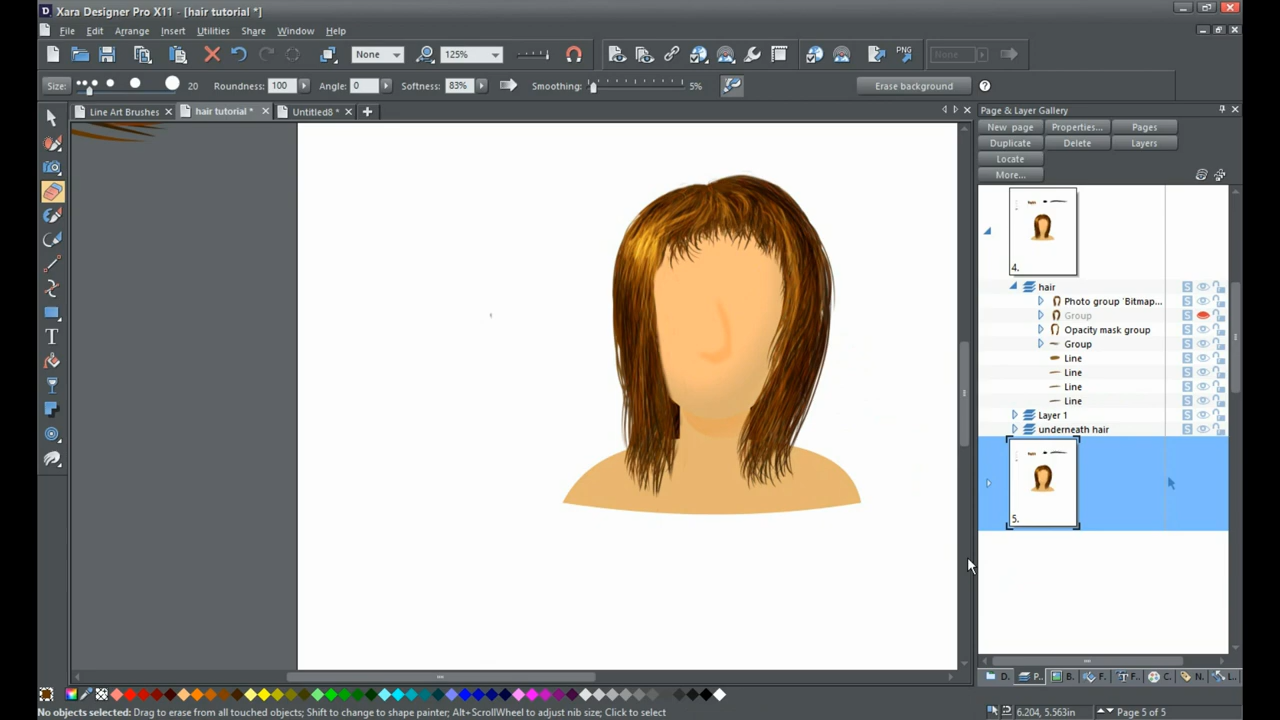 Xara Designer Pro X11 - [hair tutorial *]
File Edit Arrange Insert Utilities Share Window Help
None 125% PNG None
Size: 20 Roundness: 100 Angle: 0 Softness: 83% Smoothing: 5% Erase background
Line Art Brushes hair tutorial * Untitled8 *
Page & Layer Gallery
New page Properties... Pages
Duplicate Delete Layers
Locate
More...
4.
hair
Photo group 'Bitmap...
Group
Opacity mask group
Group
Line
Line
Line
Line
Layer 1
underneath hair
5.
D. P.. B. F. T F.. C. N. L..
No objects selected: Drag to erase from all touched objects; Shift to change to shape painter; Alt+ScrollWheel to adjust nib size; Click to select
6.204, 5.563in Page 5 of 5